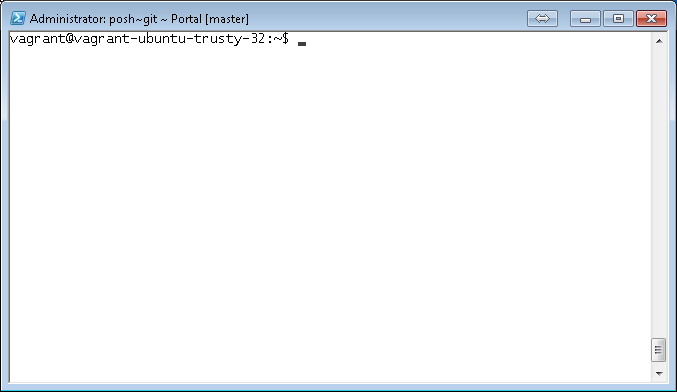 Administrator: posh~git ~ Portal [master]
vagrant@vagrant-ubuntu-trusty-32:~$